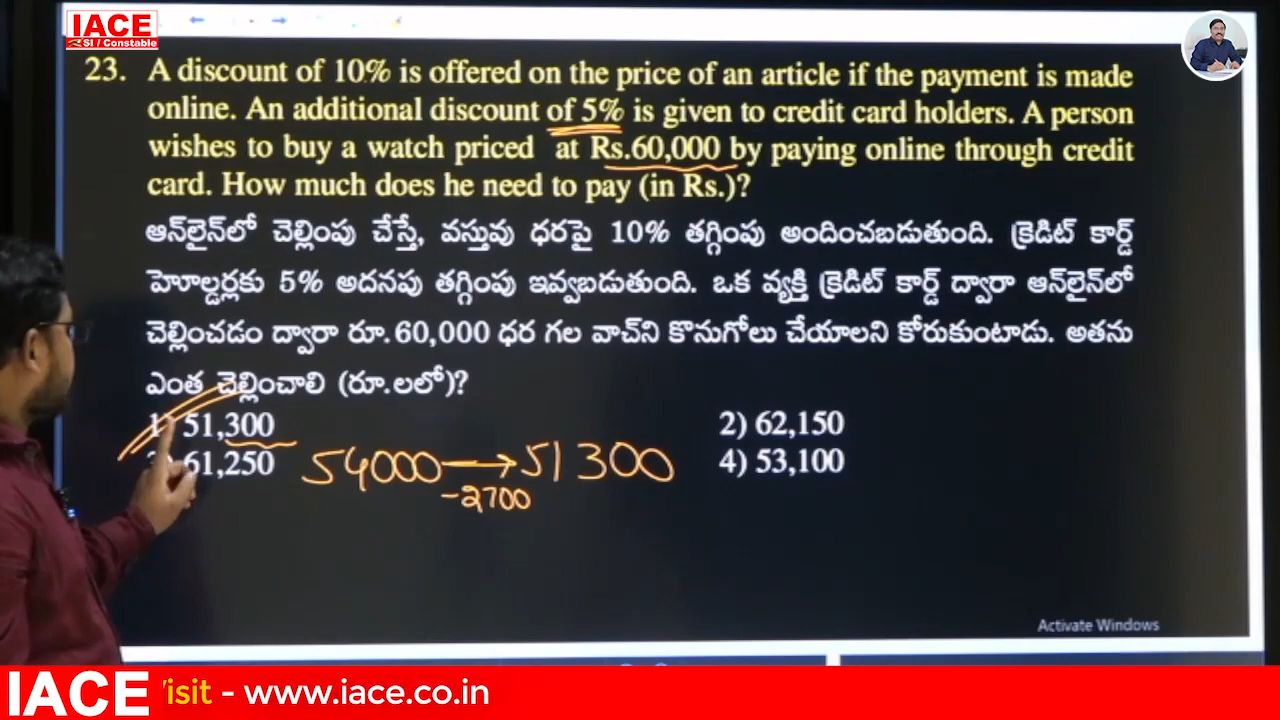 IACE
SI / Constable
23. A discount of 10% is offered on the price of an article if the payment is made
online. An additional discount of 5% is given to credit card holders. A person
wishes to buy a watch priced at Rs.60,000 by paying online through credit
card. How much does he need to pay (in Rs.)?
ఆన్‌లైన్‌లో చెల్లింపు చేస్తే, వస్తువు ధరపై 10% తగ్గింపు అందించబడుతుంది. క్రెడిట్ కార్డ్
హెూల్డర్లకు 5% అదనపు తగ్గింపు ఇవ్వబడుతుంది. ఒక వ్యక్తి క్రెడిట్ కార్డ్ ద్వారా ఆన్‌లైన్‌లో
చెల్లించడం ద్వారా రూ.60,000 ధర గల వాచ్‌ని కొనుగోలు చేయాలని కోరుకుంటాడు. అతను
ఎంత చెల్లించాలి (రూ.లలో)?
1) 51,300 2) 62,150
61,250 54000 → 51300 4) 53,100
-2700
Activate Windows
IACE Visit - www.iace.co.in